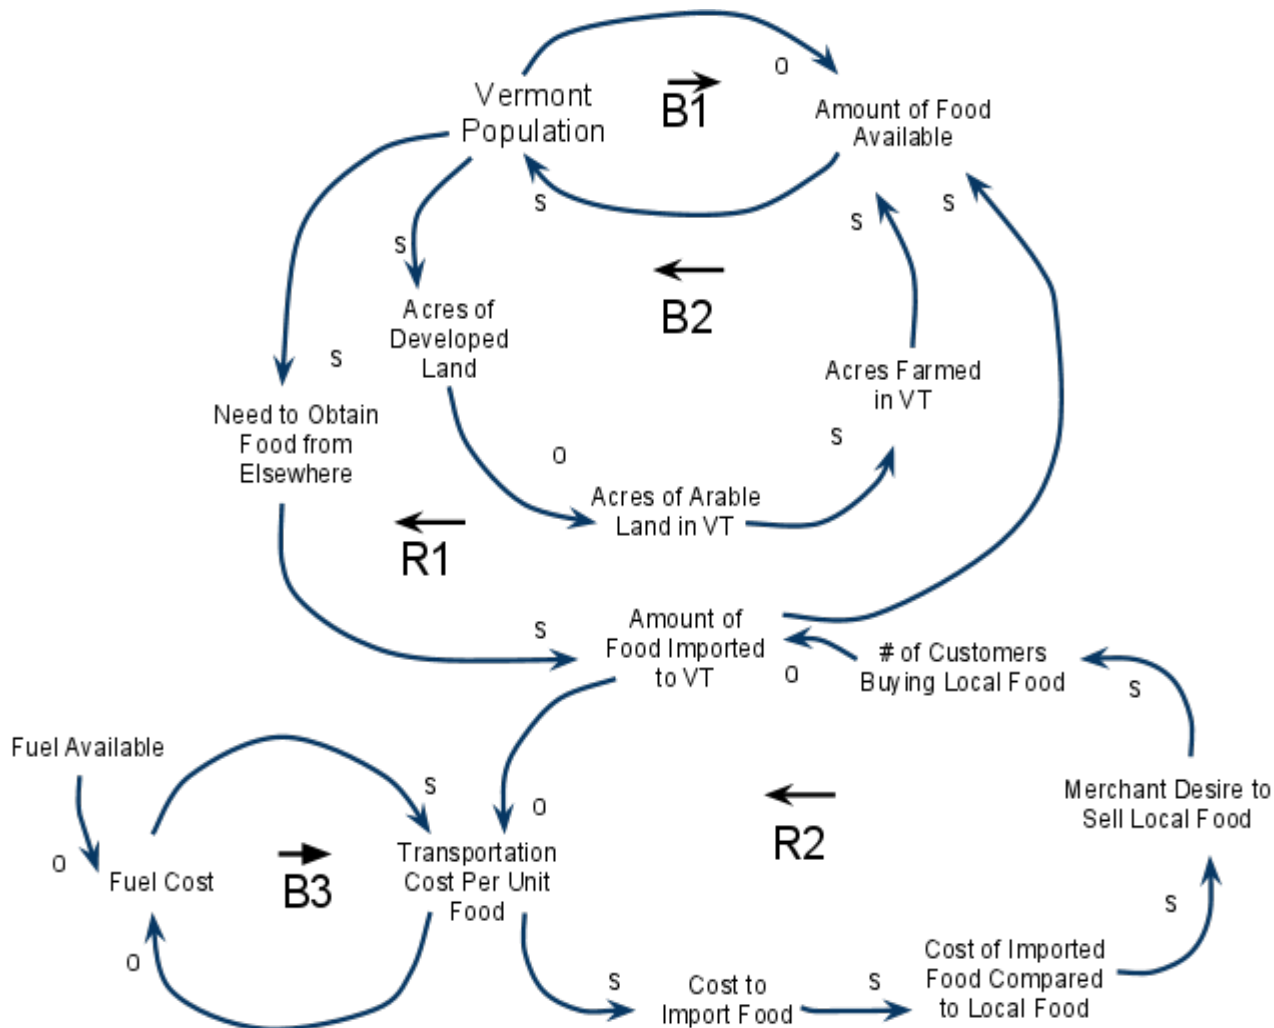 Vermont
Population
B1
O
Amount of Food
Available
S
S
S
S
B2
Acres of
Developed
Land
S
Acres Farmed
in VT
Need to Obtain
Food from
Elsewhere
O
S
Acres of Arable
Land in VT
R1
S
Amount of
Food Imported
to VT
O
# of Customers
Buying Local Food
S
Fuel Available
S
O
Merchant Desire to
Sell Local Food
R2
O
Fuel Cost
B3
Transportation
Cost Per Unit
Food
S
O
S
Cost to
Import Food
S
Cost of Imported
Food Compared
to Local Food